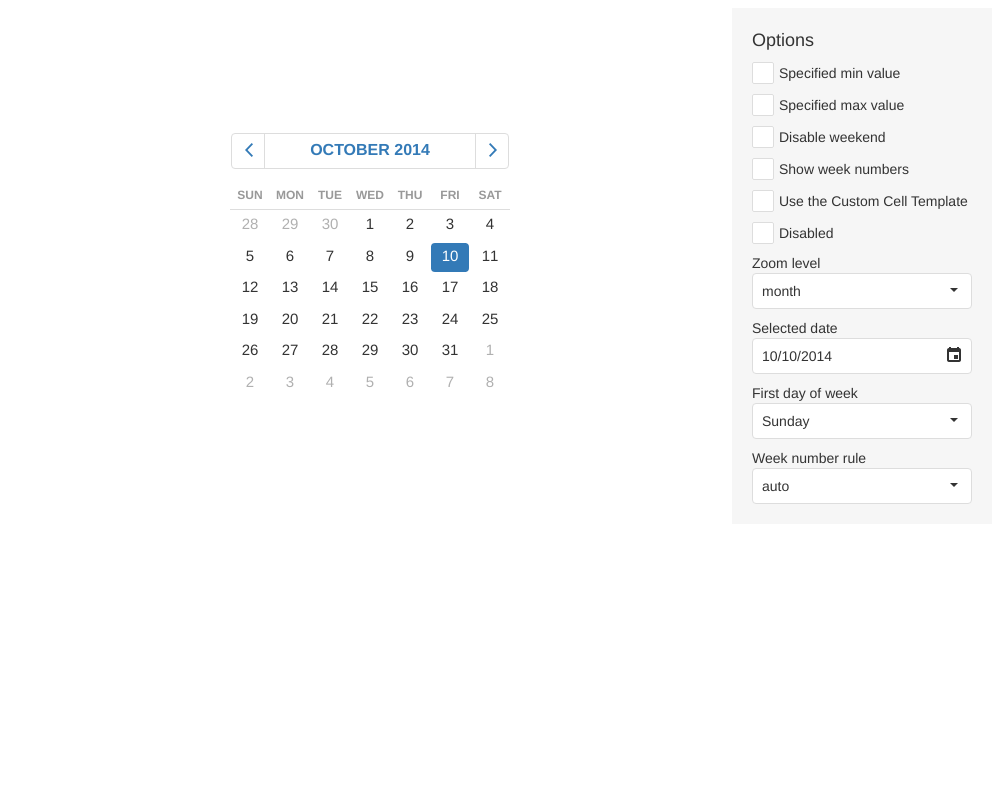 OCTOBER 2014
SUN MON TUE WED THU FRI SAT
28 29 30 1 2 3 4
5 6 7 8 9 10 11
12 13 14 15 16 17 18
19 20 21 22 23 24 25
26 27 28 29 30 31 1
2 3 4 5 6 7 8
Options
Specified min value
Specified max value
Disable weekend
Show week numbers
Use the Custom Cell Template
Disabled
Zoom level
month
Selected date
10/10/2014
First day of week
Sunday
Week number rule
auto